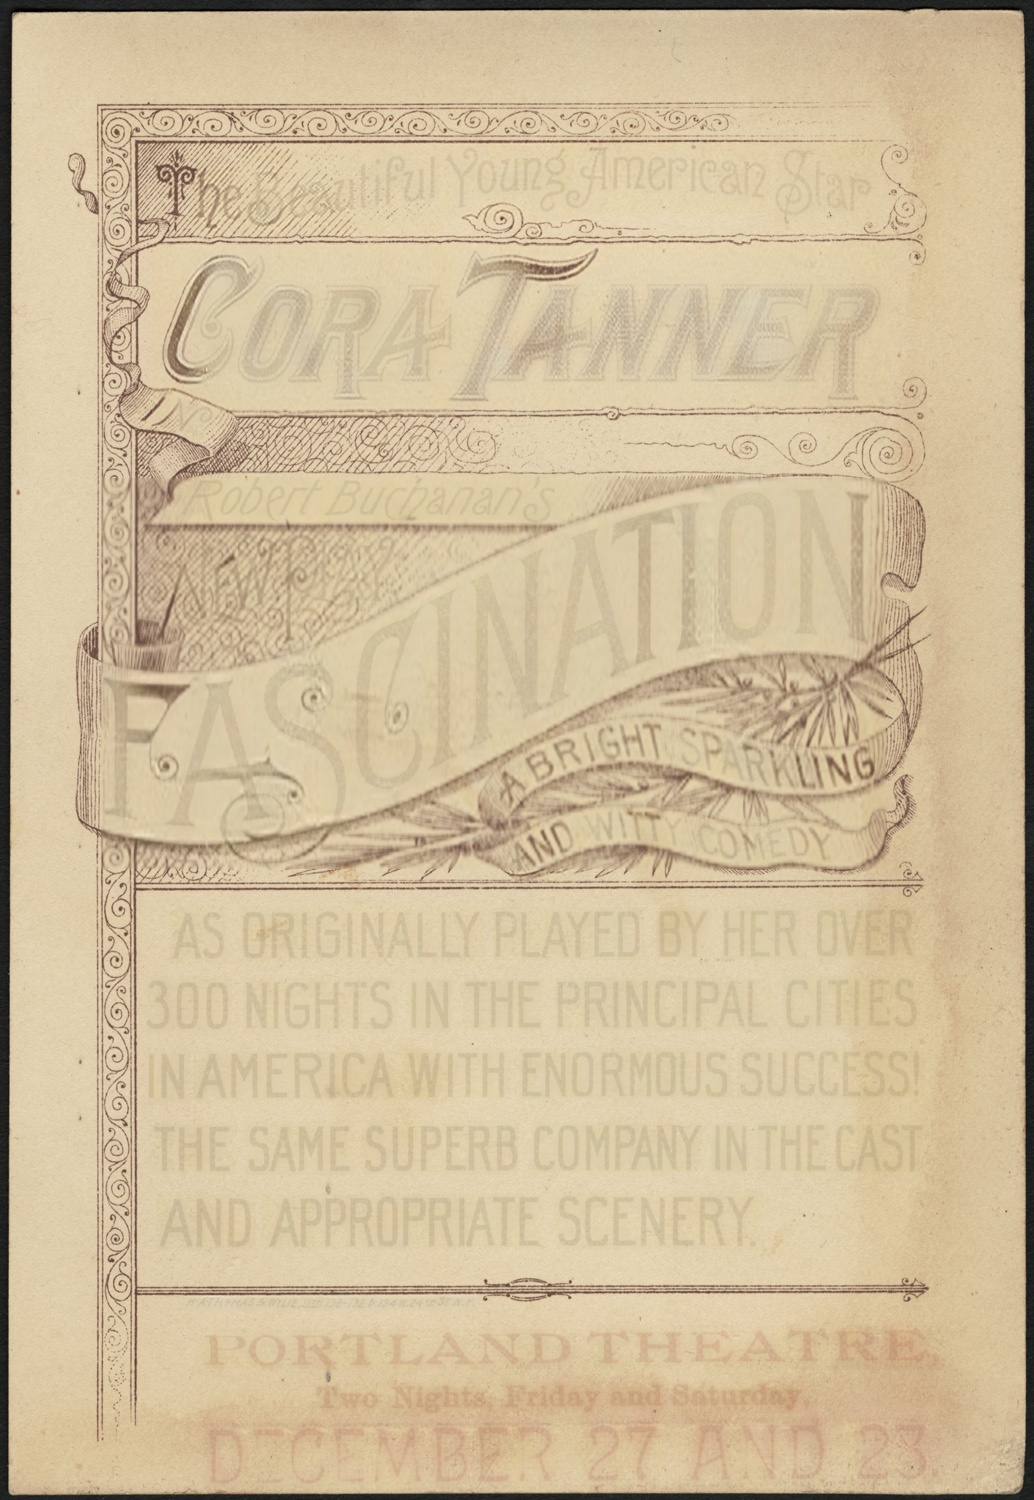 The Beautiful Young American Star
CORA TANNER
Robert Buchanan's
NEW PLAY
FASCINATION
A BRIGHT SPARKLING
AND WITTY COMEDY
AS ORIGINALLY PLAYED BY HER OVER
300 NIGHTS IN THE PRINCIPAL CITIES
IN AMERICA WITH ENORMOUS SUCCESS!
THE SAME SUPERB COMPANY IN THE CAST
AND APPROPRIATE SCENERY.
PORTLAND THEATRE,
Two Nights, Friday and Saturday,
DECEMBER 27 AND 23.